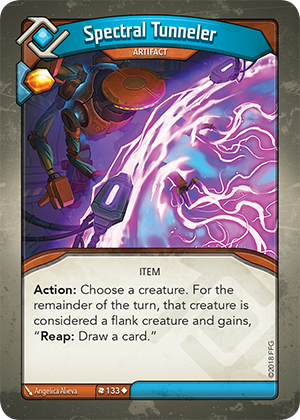 Spectral Tunneler
ARTIFACT
ITEM
Action: Choose a creature. For the
remainder of the turn, that creature is
considered a flank creature and gains,
“Reap: Draw a card.”
©2018 FFG
Angelica Alieva
133